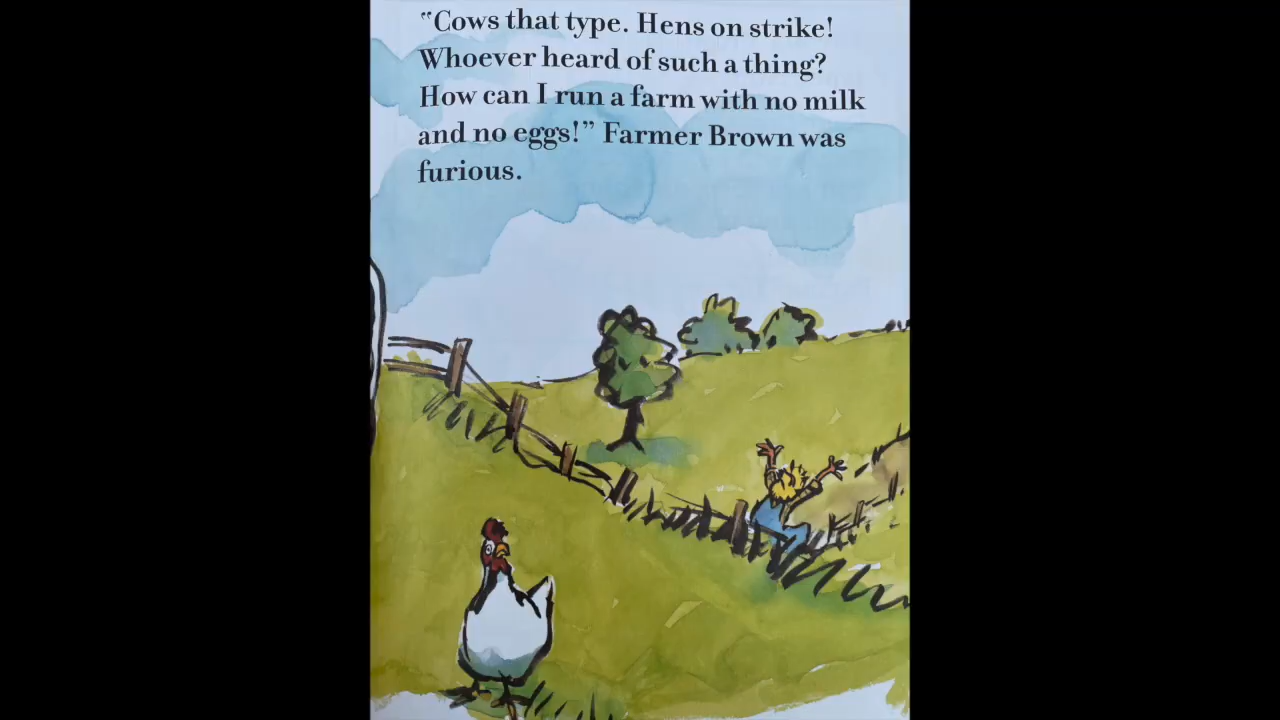 “Cows that type. Hens on strike!
Whoever heard of such a thing?
How can I run a farm with no milk
and no eggs!” Farmer Brown was
furious.